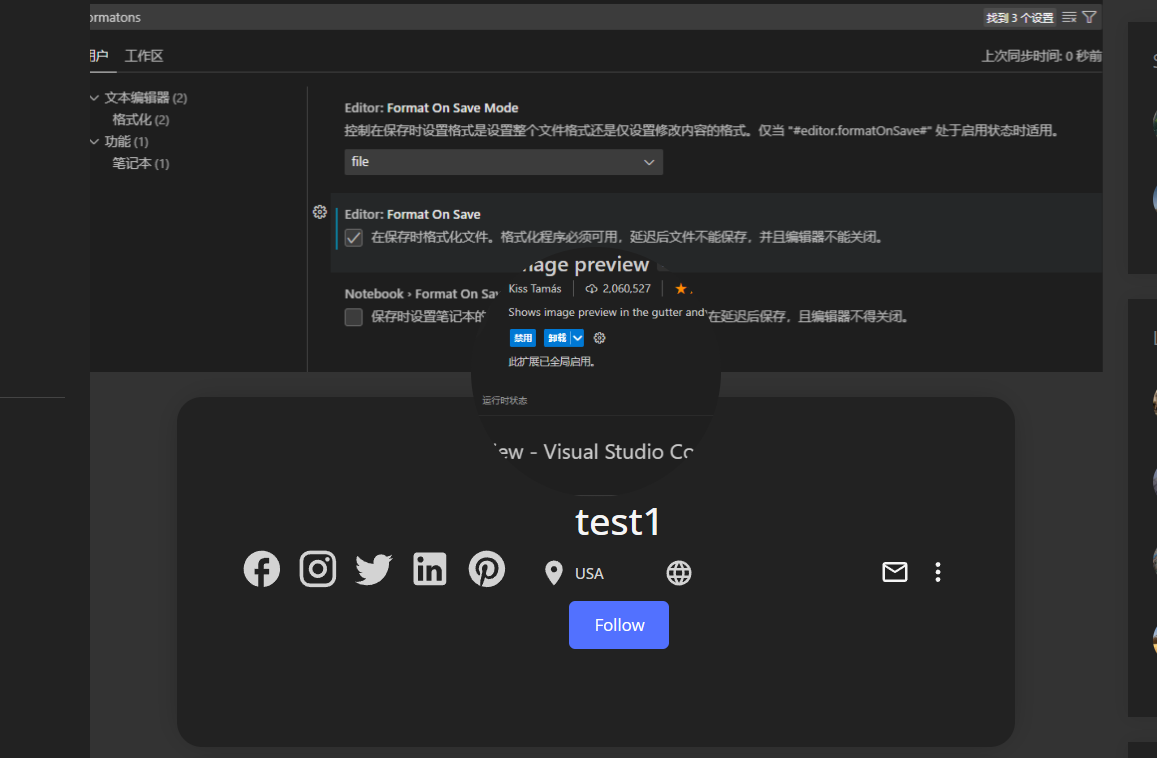 ormatons
找到 3 个设置
用户 工作区
上次同步时间: 0 秒前
文本编辑器 (2)
格式化 (2)
功能 (1)
笔记本 (1)
Editor: Format On Save Mode
控制在保存时设置格式是设置整个文件格式还是仅设置修改内容的格式。仅当 "#editor.formatOnSave#" 处于启用状态时适用。
file
Editor: Format On Save
在保存时格式化文件。格式化程序必须可用，延迟后文件不能保存，并且编辑器不能关闭。
Notebook › Format On Sav
保存时设置笔记本的
在延迟后保存，且编辑器不得关闭。
mage preview
Kiss Tamás
2,060,527
Shows image preview in the gutter and
禁用 卸载
此扩展已全局启用。
运行时状态
iew - Visual Studio Co
test1
USA
Follow